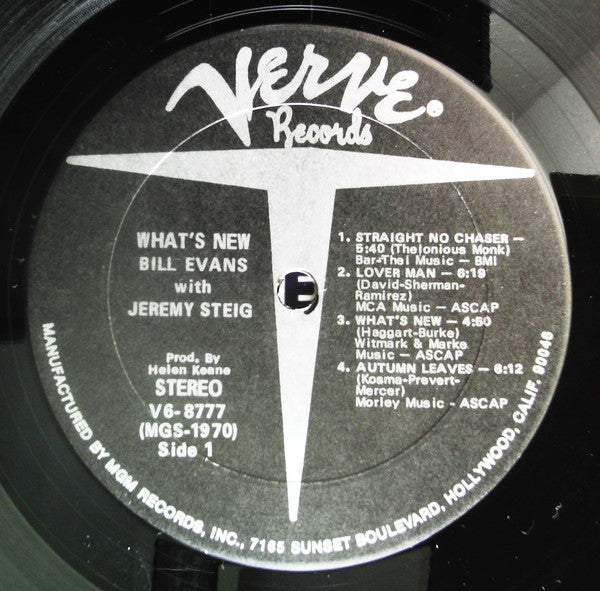 Verve.
Records
WHAT'S NEW
BILL EVANS
with
JEREMY STEIG
Prod. By
Helen Keane
STEREO
V6-8777
(MGS-1970)
Side 1
1. STRAIGHT NO CHASER —
5:40 (Thelonious Monk)
Bar-Thel Music — BMI
2. LOVER MAN — 6:19
(David-Sherman-
Ramirez)
MCA Music — ASCAP
3. WHAT'S NEW — 4:50
(Haggart-Burke)
Witmark & Marke
Music — ASCAP
4. AUTUMN LEAVES — 6:12
(Kosma-Prevert-
Mercer)
Morley Music - ASCAP
MANUFACTURED BY MGM RECORDS, INC., 7165 SUNSET BOULEVARD, HOLLYWOOD, CALIF. 90046